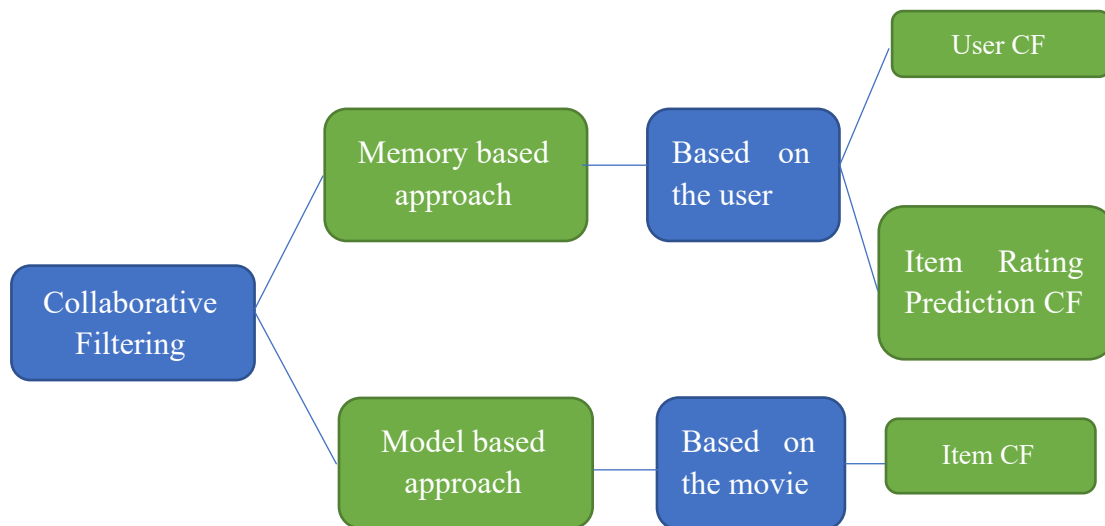 User CF
Memory based
approach
Based on
the user
Item Rating
Prediction CF
Collaborative
Filtering
Model based
approach
Based on
the movie
Item CF